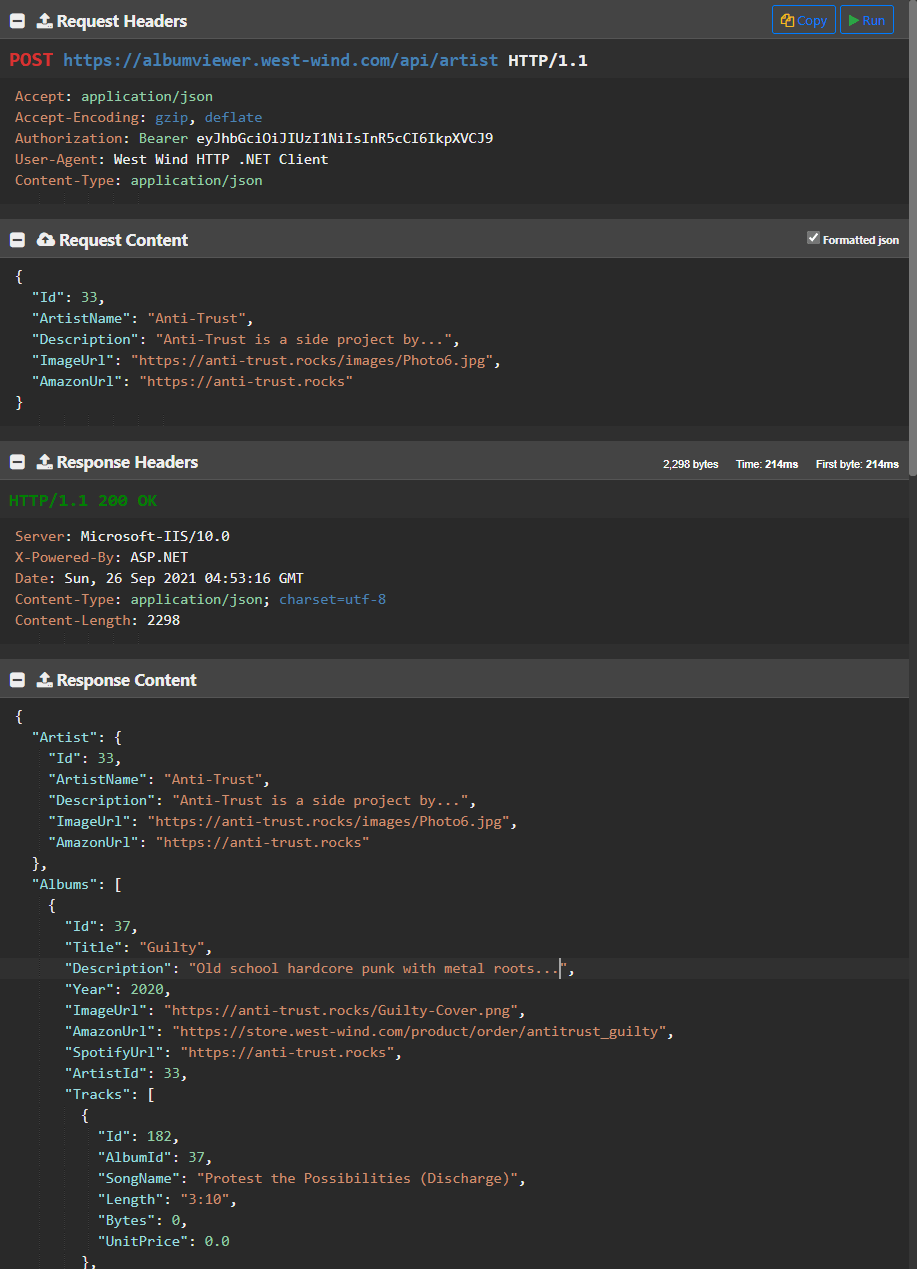 Request Headers Copy Run
POST https://albumviewer.west-wind.com/api/artist HTTP/1.1
Accept: application/json
Accept-Encoding: gzip, deflate
Authorization: Bearer eyJhbGciOiJIUzI1NiIsInR5cCI6IkpXVCJ9
User-Agent: West Wind HTTP .NET Client
Content-Type: application/json
Request Content Formatted json
{
  "Id": 33,
  "ArtistName": "Anti-Trust",
  "Description": "Anti-Trust is a side project by...",
  "ImageUrl": "https://anti-trust.rocks/images/Photo6.jpg",
  "AmazonUrl": "https://anti-trust.rocks"
}
Response Headers 2,298 bytes Time: 214ms First byte: 214ms
HTTP/1.1 200 OK
Server: Microsoft-IIS/10.0
X-Powered-By: ASP.NET
Date: Sun, 26 Sep 2021 04:53:16 GMT
Content-Type: application/json; charset=utf-8
Content-Length: 2298
Response Content
{
  "Artist": {
    "Id": 33,
    "ArtistName": "Anti-Trust",
    "Description": "Anti-Trust is a side project by...",
    "ImageUrl": "https://anti-trust.rocks/images/Photo6.jpg",
    "AmazonUrl": "https://anti-trust.rocks"
  },
  "Albums": [
    {
      "Id": 37,
      "Title": "Guilty",
      "Description": "Old school hardcore punk with metal roots...",
      "Year": 2020,
      "ImageUrl": "https://anti-trust.rocks/Guilty-Cover.png",
      "AmazonUrl": "https://store.west-wind.com/product/order/antitrust_guilty",
      "SpotifyUrl": "https://anti-trust.rocks",
      "ArtistId": 33,
      "Tracks": [
        {
          "Id": 182,
          "AlbumId": 37,
          "SongName": "Protest the Possibilities (Discharge)",
          "Length": "3:10",
          "Bytes": 0,
          "UnitPrice": 0.0
        },